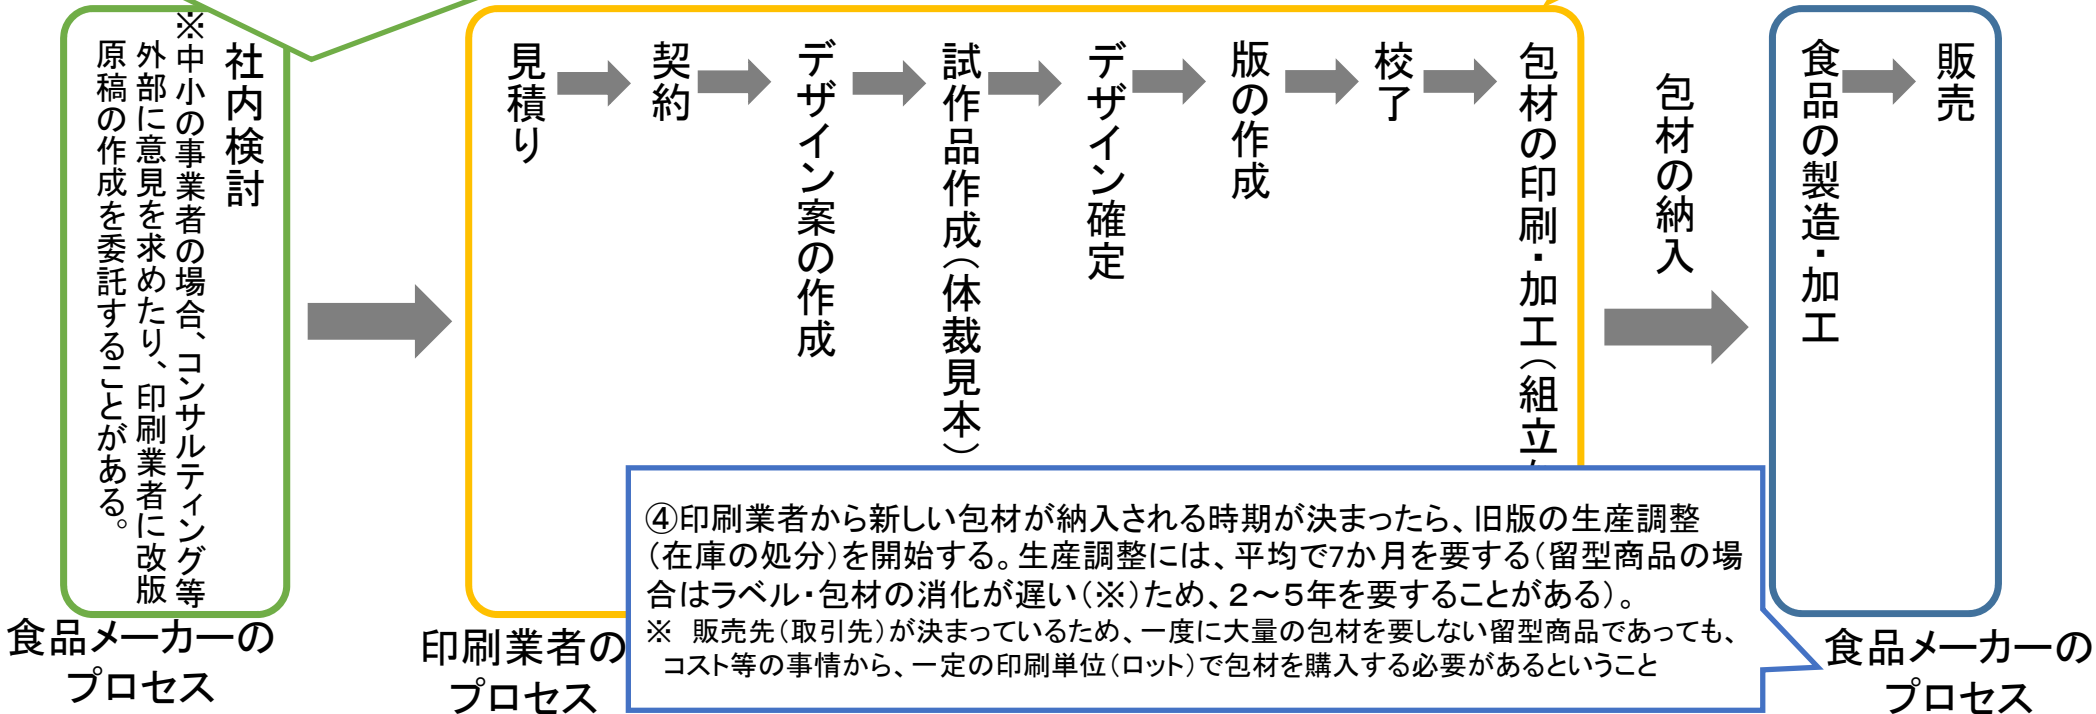 社内検討
※中小の事業者の場合、コンサルティング等
外部に意見を求めたり、印刷業者に改版
原稿の作成を委託することがある。
食品メーカーの
プロセス
見積り
契約
デザイン案の作成
試作品作成（体裁見本）
デザイン確定
版の作成
校了
包材の印刷・加工（組立
印刷業者の
プロセス
包材の納入
食品の製造・加工
販売
食品メーカーの
プロセス
④印刷業者から新しい包材が納入される時期が決まったら、旧版の生産調整
（在庫の処分）を開始する。生産調整には、平均で7か月を要する（留型商品の場
合はラベル・包材の消化が遅い（※）ため、２～５年を要することがある）。
※　販売先（取引先）が決まっているため、一度に大量の包材を要しない留型商品であっても、
コスト等の事情から、一定の印刷単位（ロット）で包材を購入する必要があるということ